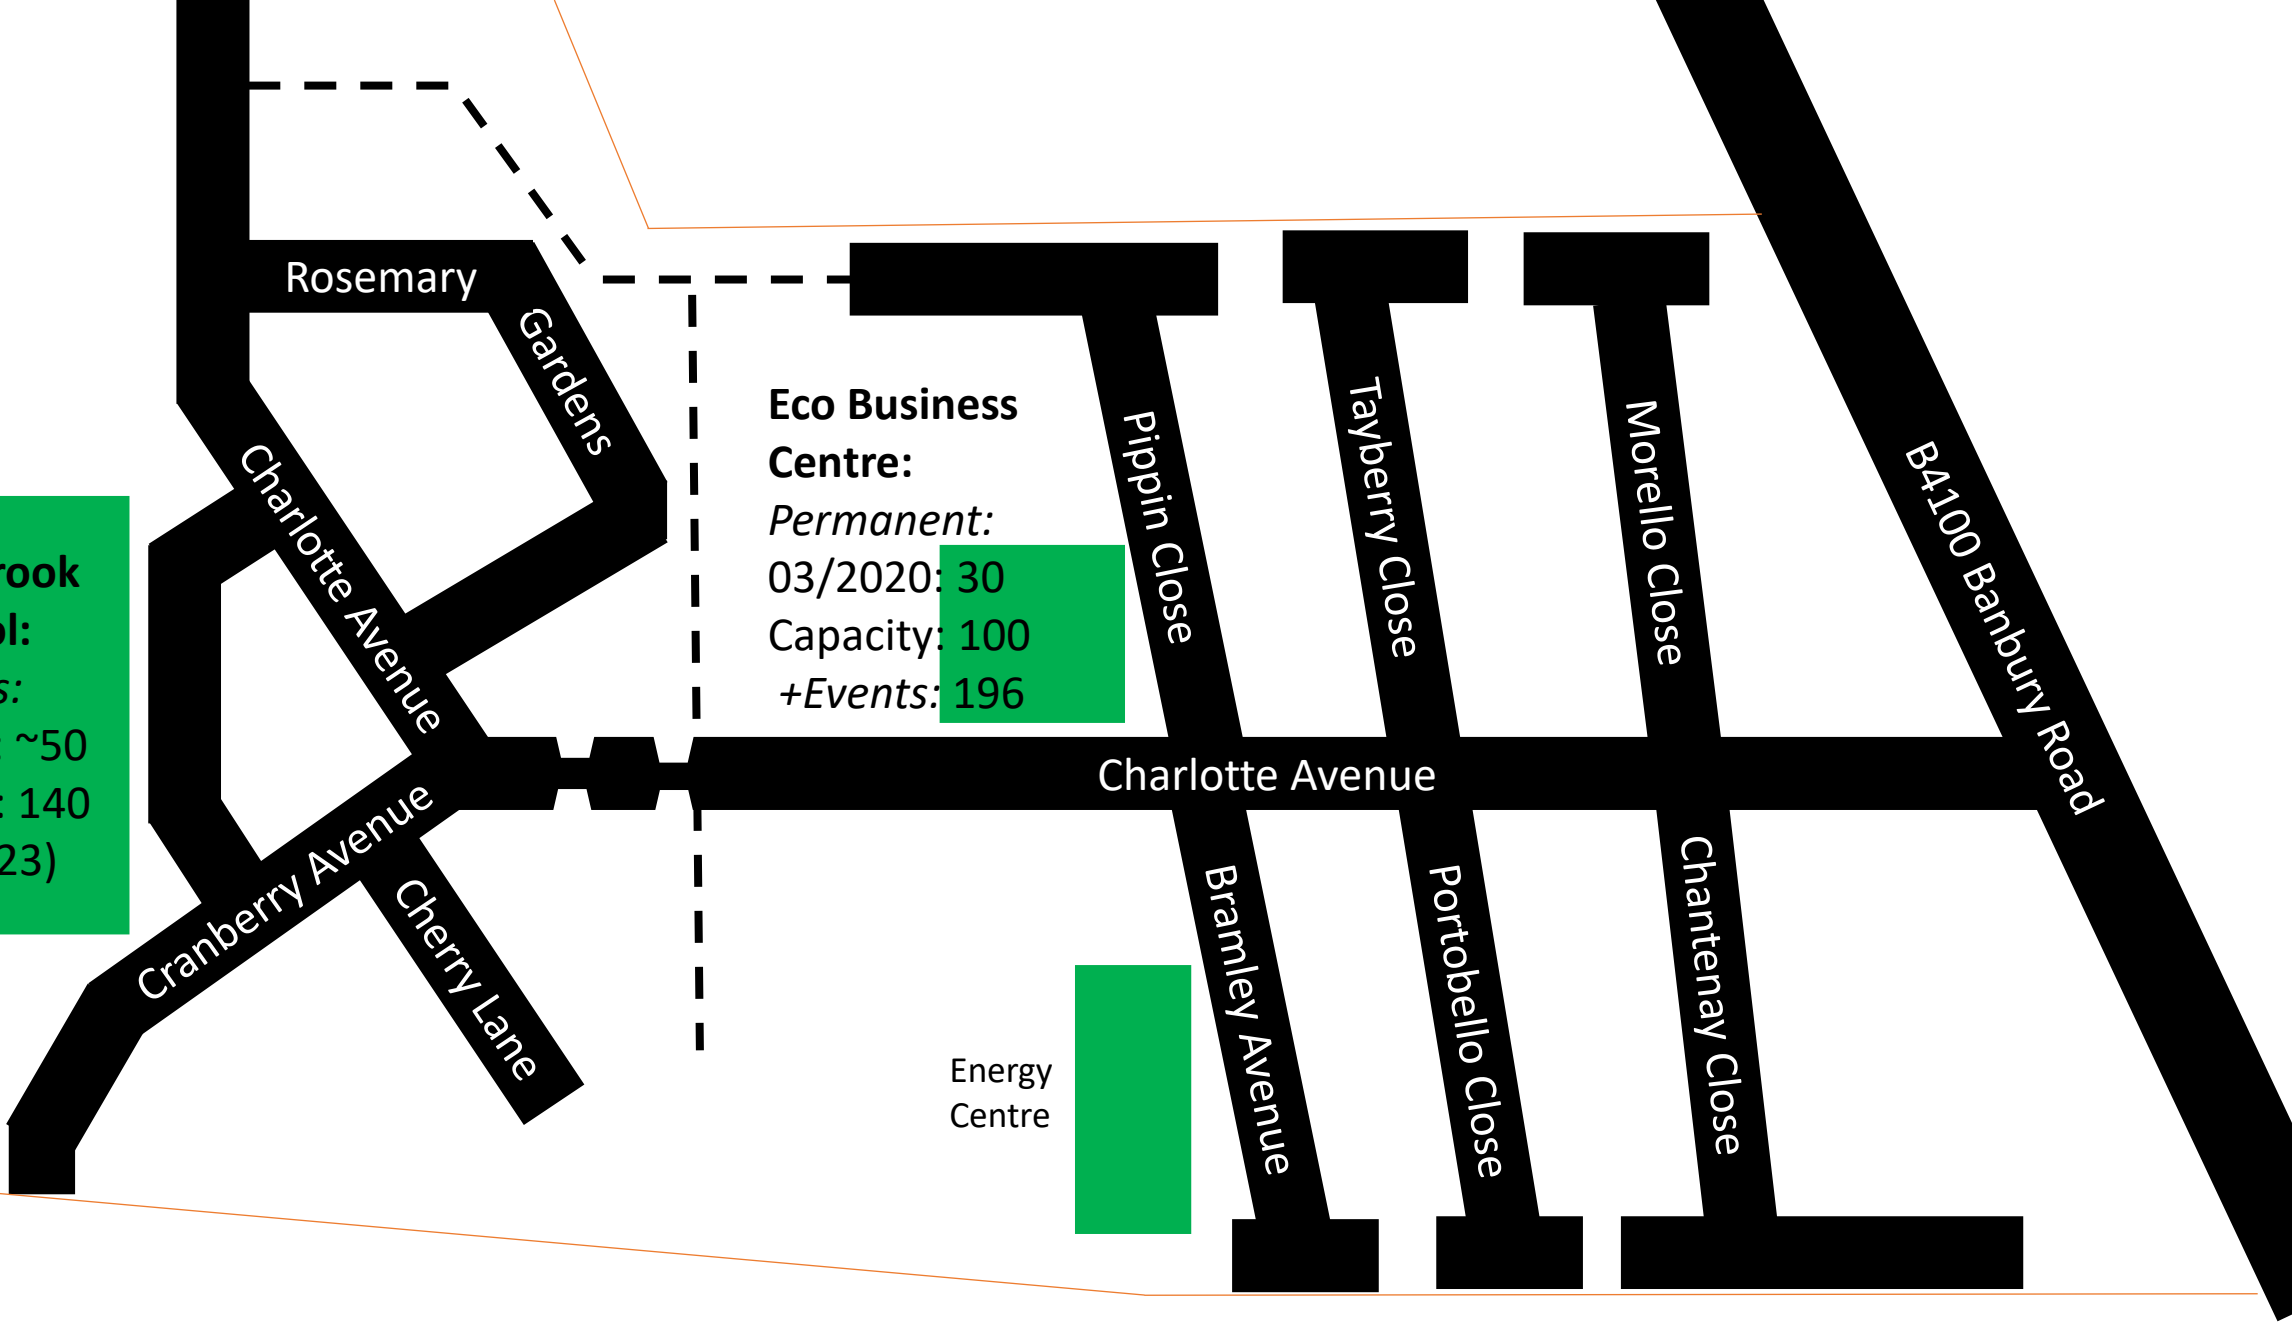 Rosemary
Gardens
Charlotte Avenue
Eco Business
Centre:
Permanent:
03/2020: 30
Capacity: 100
+Events: 196
Pippin Close
Tayberry Close
Morello Close
B4100 Banbury Road
rook
ol:
s:
: ~50
: 140
23)
Charlotte Avenue
Cranberry Avenue
Cherry Lane
Bramley Avenue
Portobello Close
Chantenay Close
Energy
Centre